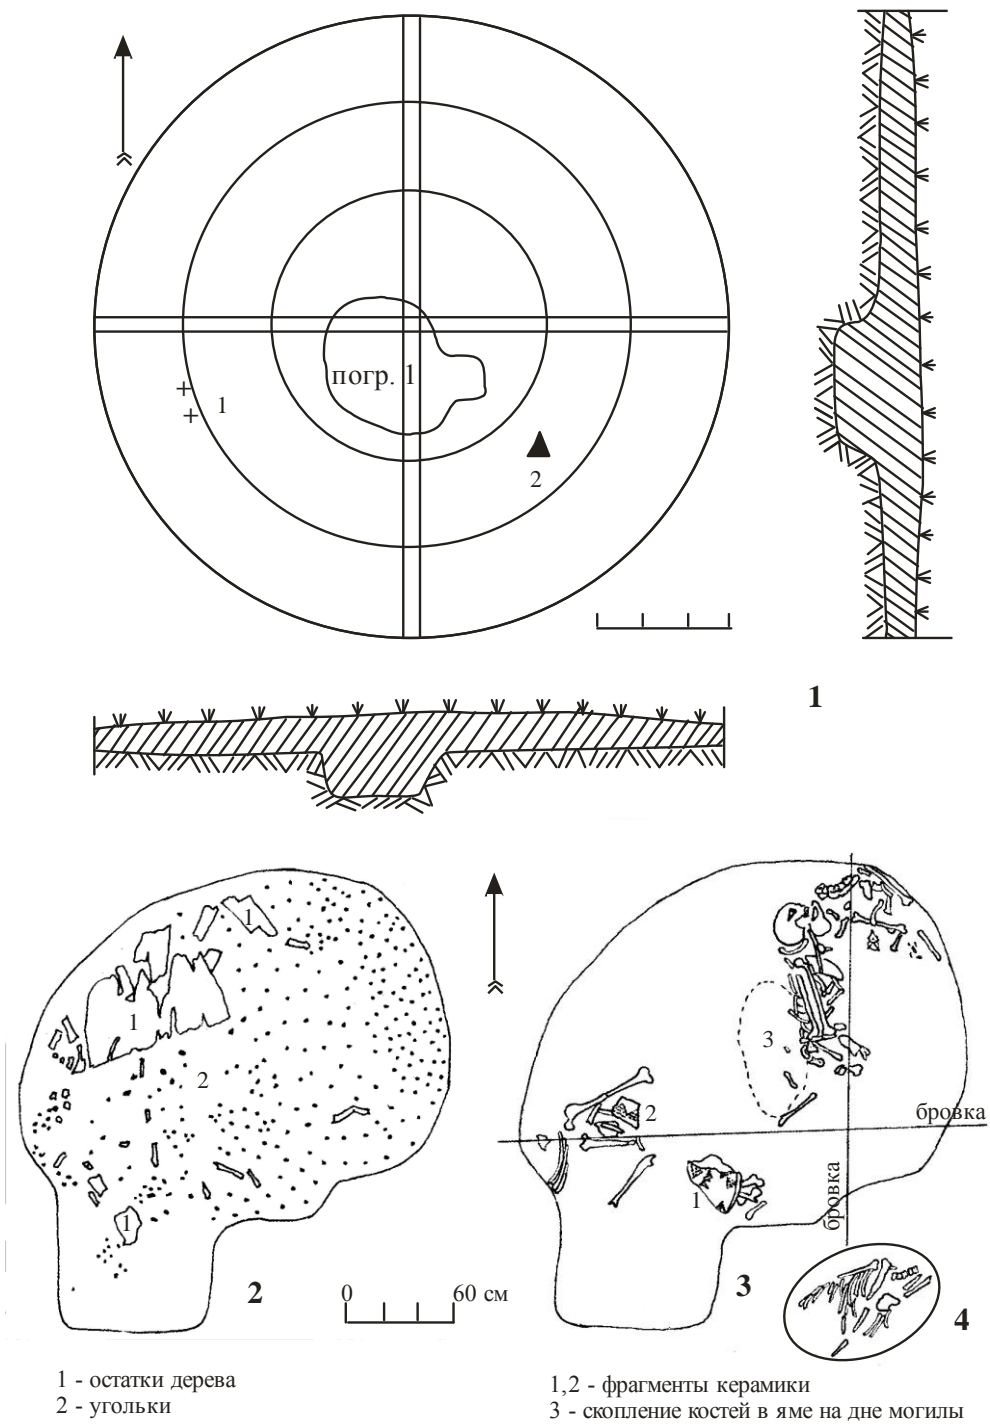 погр. 1
1
2
1
1
1
2
3
2
1
бровка
бровка
1
2
0
60 см
3
4
1 - остатки дерева
2 - угольки
1,2 - фрагменты керамики
3 - скопление костей в яме на дне могилы